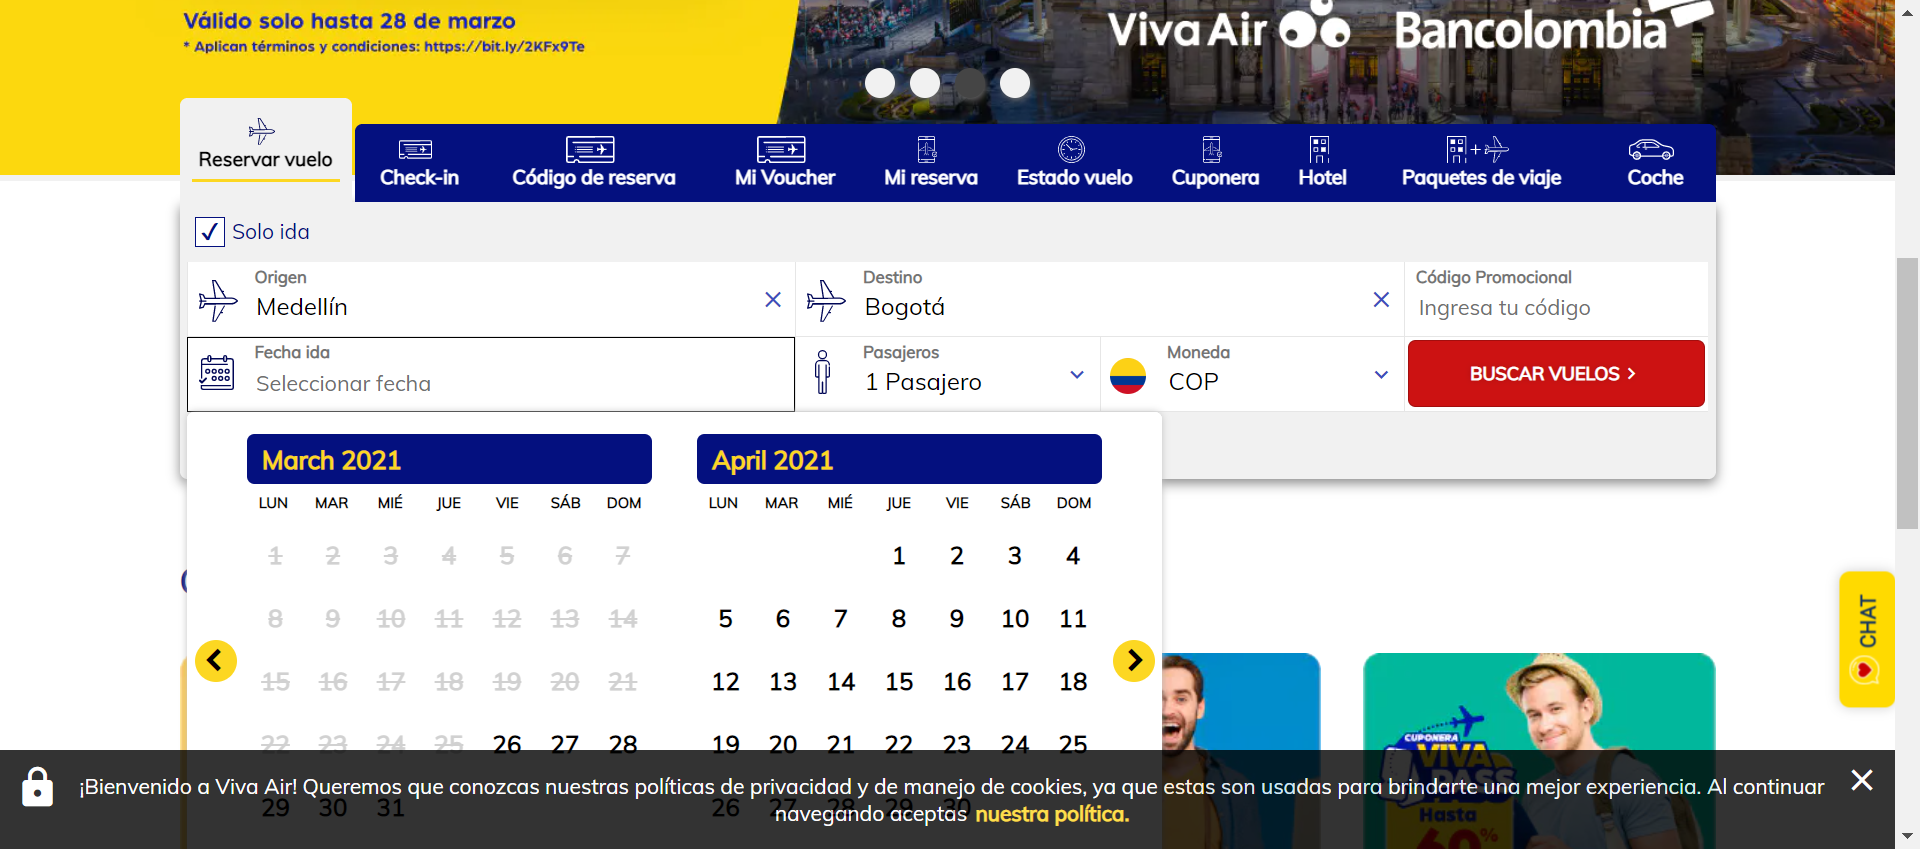 Válido solo hasta 28 de marzo
* Aplican términos y condiciones: https://bit.ly/2KFx9Te
Viva Air Bancolombia
Reservar vuelo
Check-in
Código de reserva
Mi Voucher
Mi reserva
Estado vuelo
Cuponera
Hotel
Paquetes de viaje
Coche
Solo ida
Origen
Medellín
Destino
Bogotá
Código Promocional
Ingresa tu código
Fecha ida
Seleccionar fecha
Pasajeros
1 Pasajero
Moneda
COP
BUSCAR VUELOS
March 2021
LUN MAR MIÉ JUE VIE SÁB DOM
1 2 3 4 5 6 7
8 9 10 11 12 13 14
15 16 17 18 19 20 21
22 23 24 25 26 27 28
29 30 31
April 2021
LUN MAR MIÉ JUE VIE SÁB DOM
1 2 3 4
5 6 7 8 9 10 11
12 13 14 15 16 17 18
19 20 21 22 23 24 25
26 27 28 29 30
CHAT
CUPONERA
VIVA
PASS
Hasta
60%
¡Bienvenido a Viva Air! Queremos que conozcas nuestras políticas de privacidad y de manejo de cookies, ya que estas son usadas para brindarte una mejor experiencia. Al continuar
navegando aceptas nuestra política.